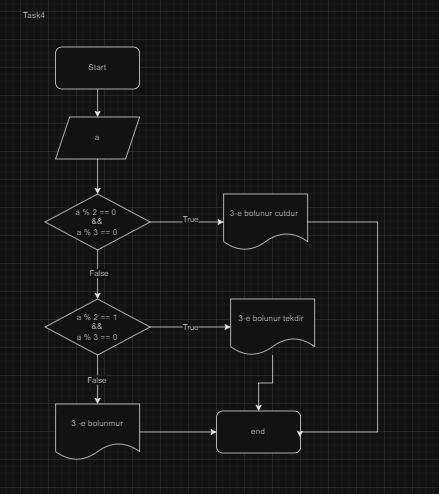 Task4
Start
a
a % 2 == 0
&&
a % 3 == 0
True
3-e bolunur cutdur
False
a % 2 == 1
&&
a % 3 == 0
True
3-e bolunur tekdir
False
3 -e bolunmur
end